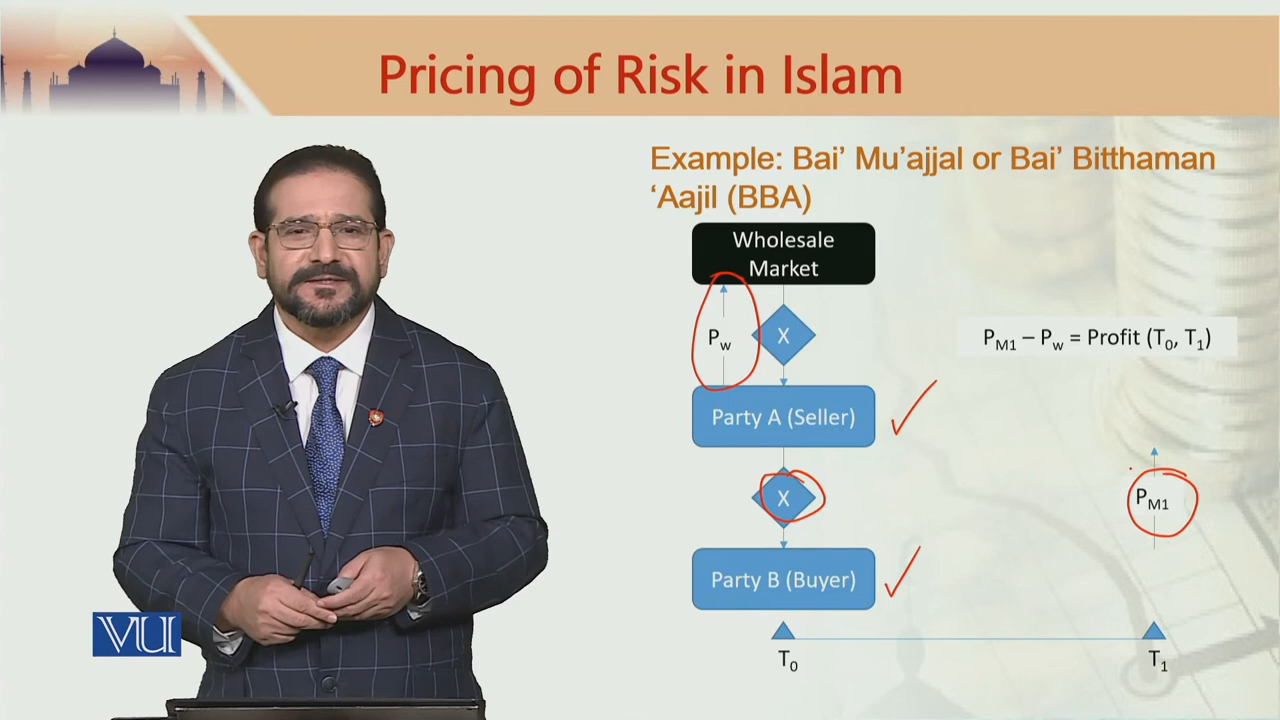 Pricing of Risk in Islam
Example: Bai’ Mu’ajjal or Bai’ Bitthaman
‘Aajil (BBA)
Wholesale
Market
Pw
X
PM1 – Pw = Profit (T0, T1)
Party A (Seller)
X
PM1
Party B (Buyer)
VU
T0
T1